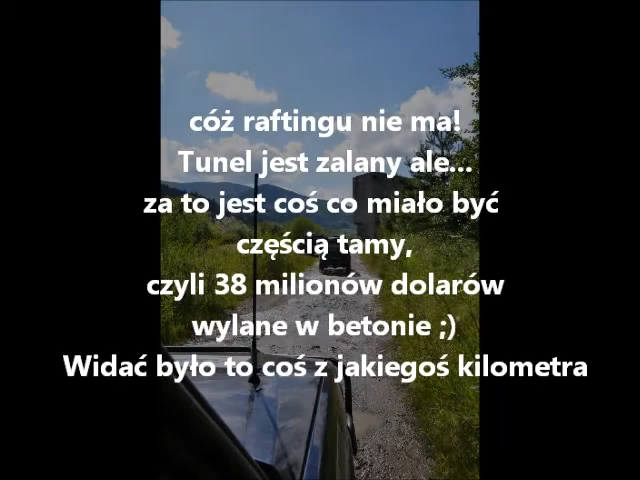 cóż raftingu nie ma!
Tunel jest zalany ale...
za to jest coś co miało być
częścią tamy,
czyli 38 milionów dolarów
wylane w betonie ;)
Widać było to coś z jakiegoś kilometra